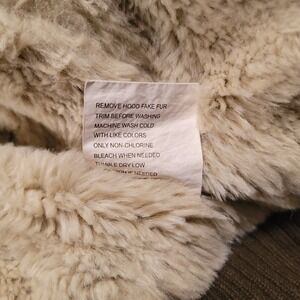 REMOVE HOOD FAKE FUR
TRIM BEFORE WASHING
MACHINE WASH COLD
WITH LIKE COLORS
ONLY NON-CHLORINE
BLEACH WHEN NEEDED
TUMBLE DRY LOW
NEEDED